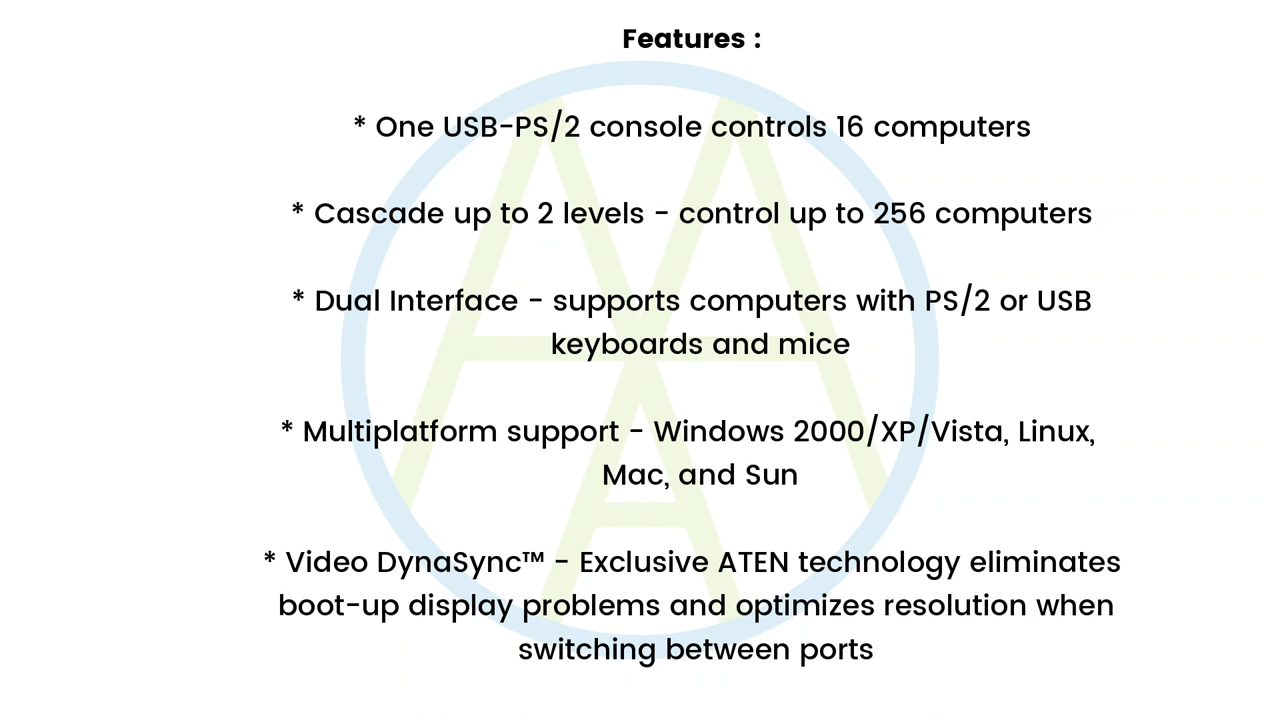 Features :
* One USB-PS/2 console controls 16 computers
* Cascade up to 2 levels - control up to 256 computers
* Dual Interface - supports computers with PS/2 or USB
keyboards and mice
* Multiplatform support - Windows 2000/XP/Vista, Linux,
Mac, and Sun
* Video DynaSync™ - Exclusive ATEN technology eliminates
boot-up display problems and optimizes resolution when
switching between ports